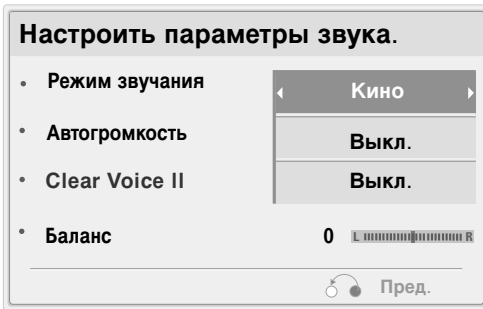 Настроить параметры звука.
• Режим звучания Кино
• Автогромкость Выкл.
• Clear Voice II Выкл.
• Баланс 0 L R
Пред.